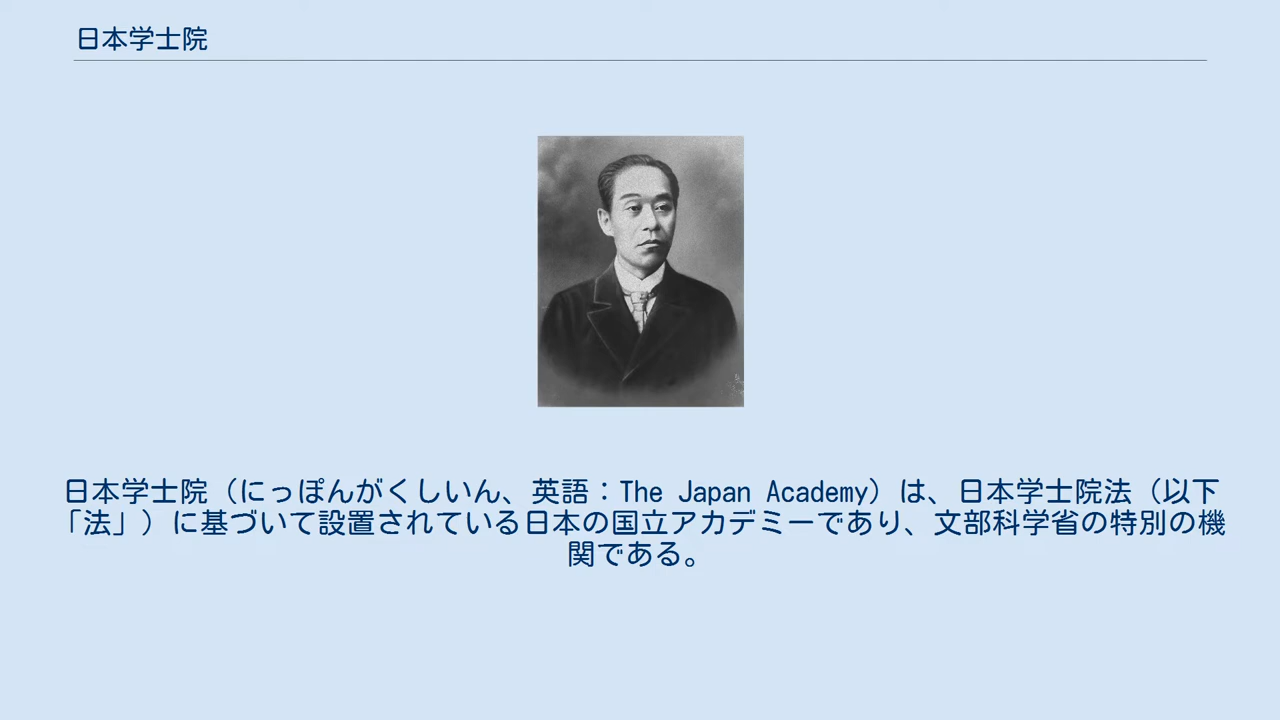 日本学士院
日本学士院（にっぽんがくしいん、英語：The Japan Academy）は、日本学士院法（以下
「法」）に基づいて設置されている日本の国立アカデミーであり、文部科学省の特別の機
関である。